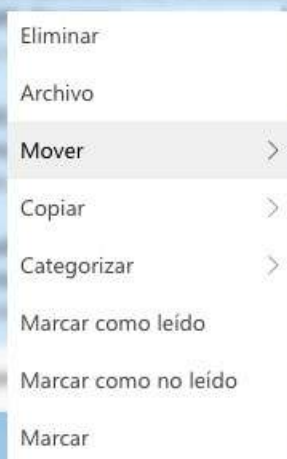 Eliminar
Archivo
Mover
Copiar
Categorizar
Marcar como leído
Marcar como no leído
Marcar